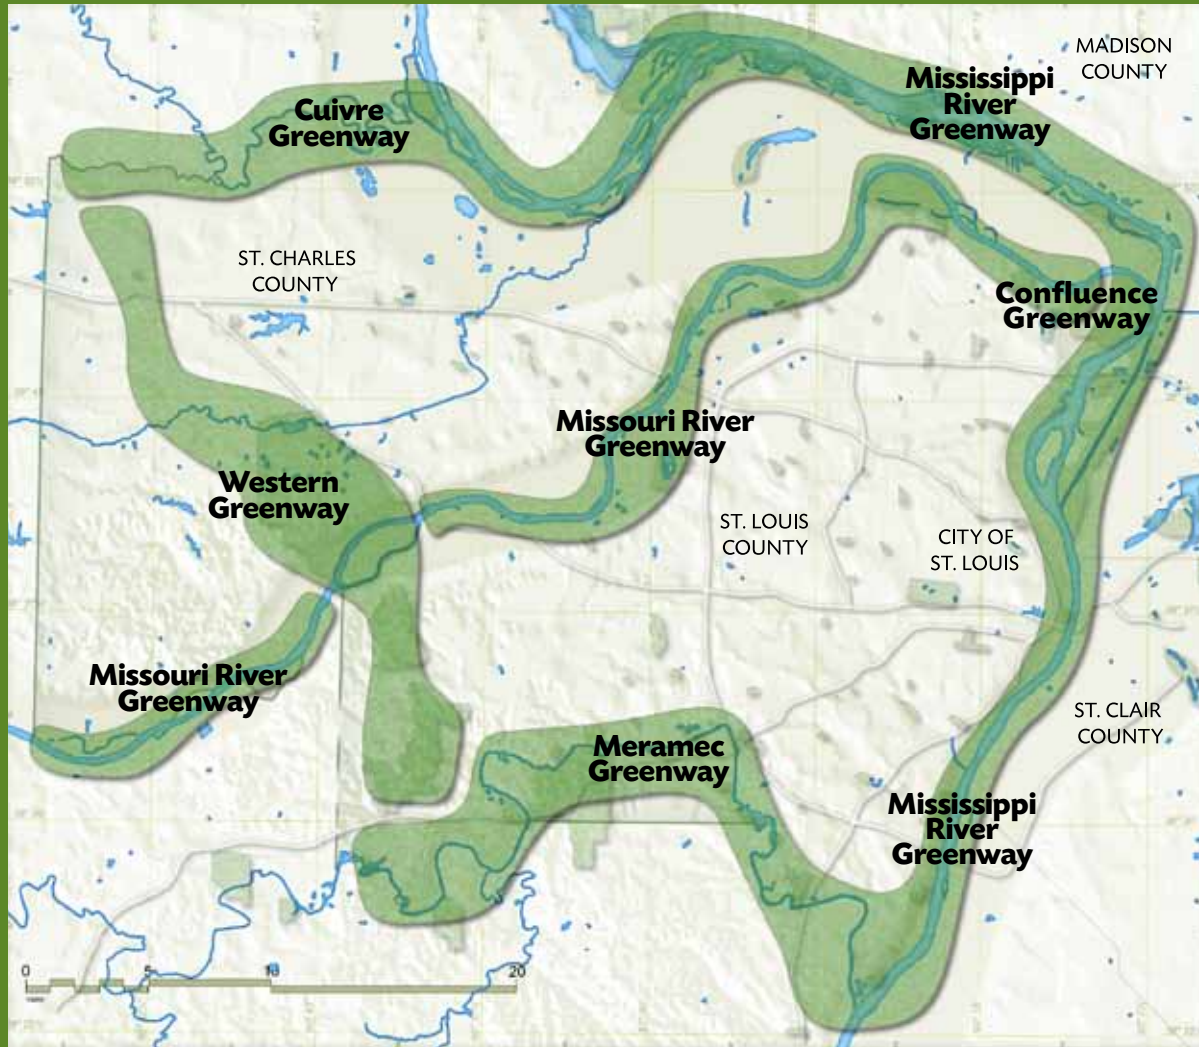 MADISON
COUNTY
Mississippi
River
Greenway
Cuivre
Greenway
ST. CHARLES
COUNTY
Confluence
Greenway
Missouri River
Greenway
Western
Greenway
ST. LOUIS
COUNTY
CITY OF
ST. LOUIS
Missouri River
Greenway
ST. CLAIR
COUNTY
Meramec
Greenway
Mississippi
River
Greenway
0 5 10 20